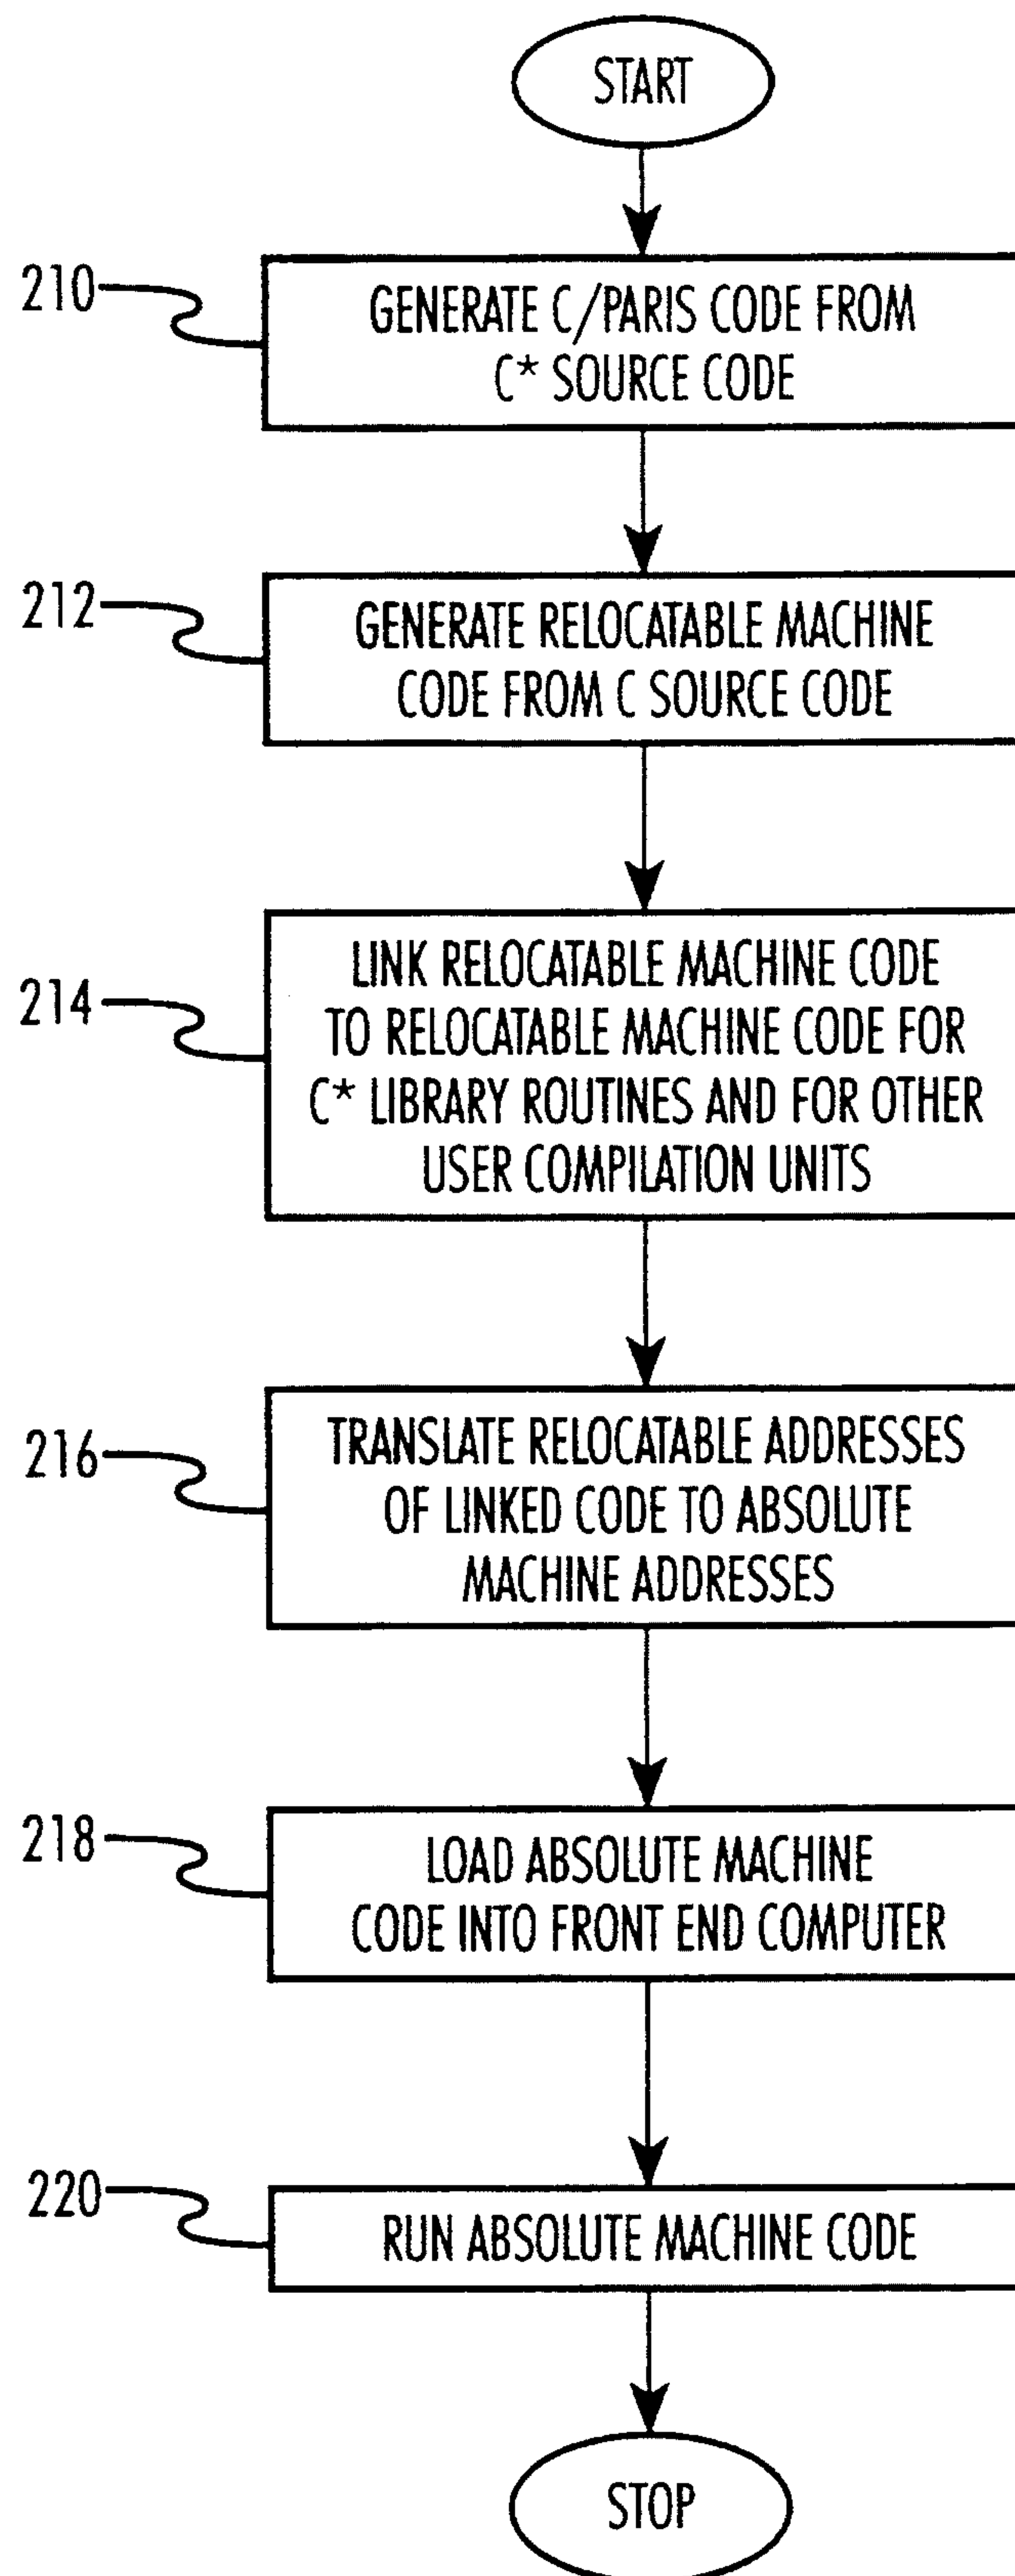 START
210
GENERATE C/PARIS CODE FROM
C* SOURCE CODE
212
GENERATE RELOCATABLE MACHINE
CODE FROM C SOURCE CODE
214
LINK RELOCATABLE MACHINE CODE
TO RELOCATABLE MACHINE CODE FOR
C* LIBRARY ROUTINES AND FOR OTHER
USER COMPILATION UNITS
216
TRANSLATE RELOCATABLE ADDRESSES
OF LINKED CODE TO ABSOLUTE
MACHINE ADDRESSES
218
LOAD ABSOLUTE MACHINE
CODE INTO FRONT END COMPUTER
220
RUN ABSOLUTE MACHINE CODE
STOP